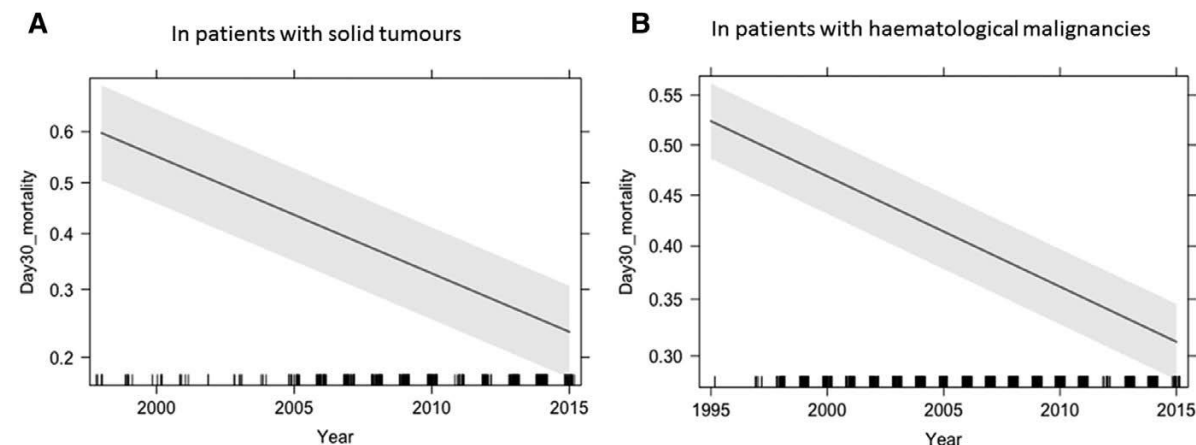 A
In patients with solid tumours
Day30_mortality
0.6
0.5
0.4
0.3
0.2
2000 2005 2010 2015
Year
B
In patients with haematological malignancies
Day30_mortality
0.55
0.50
0.45
0.40
0.35
0.30
1995 2000 2005 2010 2015
Year